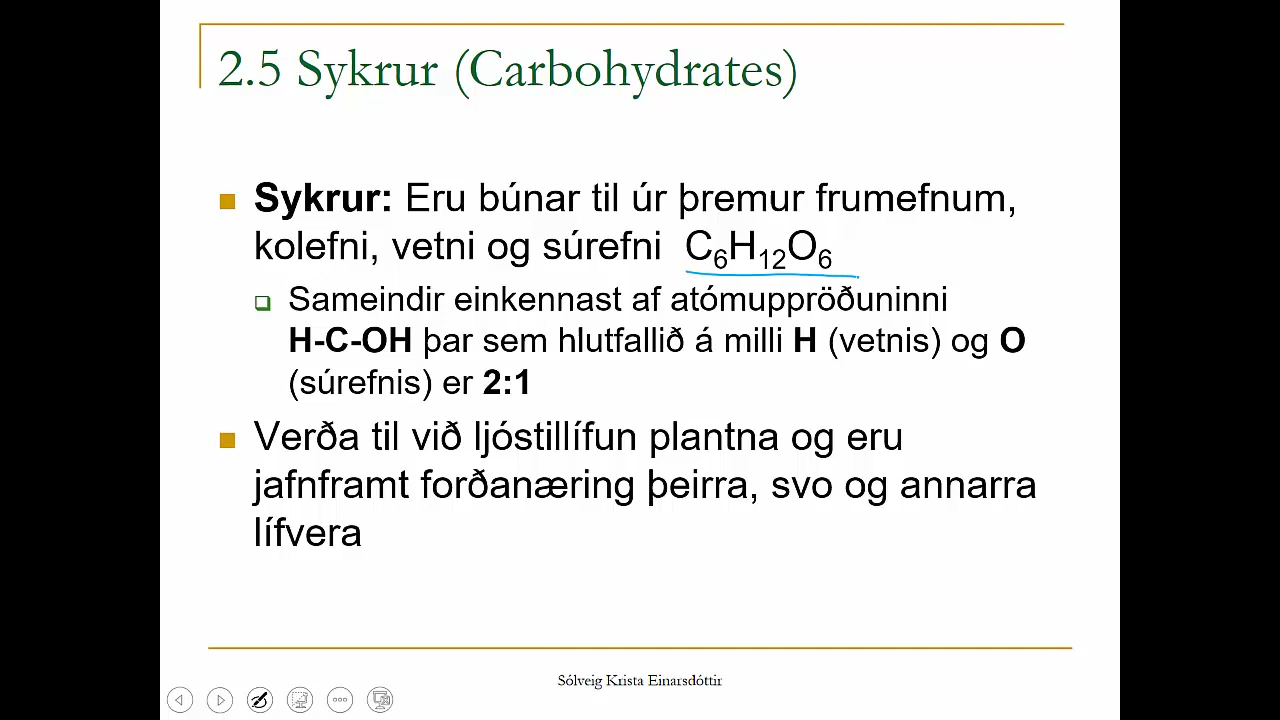 2.5 Sykrur (Carbohydrates)
Sykrur: Eru búnar til úr þremur frumefnum,
kolefni, vetni og súrefni C₆H₁₂O₆
Sameindir einkennast af atómuppröðuninni
H-C-OH þar sem hlutfallið á milli H (vetnis) og O
(súrefnis) er 2:1
Verða til við ljóstillífun plantna og eru
jafnframt forðanæring þeirra, svo og annarra
lífvera
Sólveig Krista Einarsdóttir